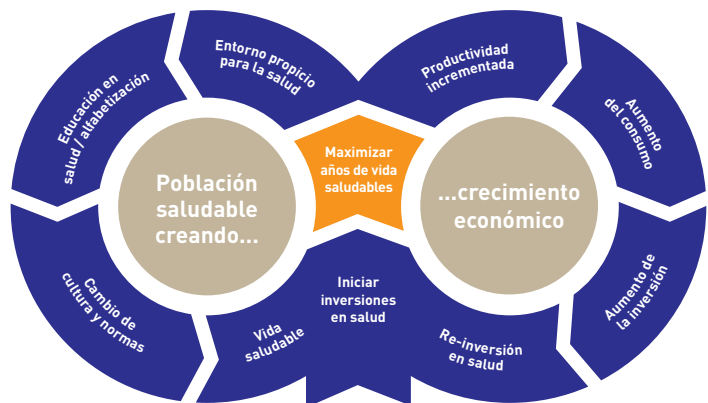 Entorno propicio
para la salud
Productividad
incrementada
Educación en
salud / alfabetización
Aumento
del consumo
Maximizar
años de vida
saludables
Población
saludable
creando...
...crecimiento
económico
Cambio de
cultura y normas
Iniciar
inversiones
en salud
Aumento de
la inversión
Vida
saludable
Re-inversión
en salud